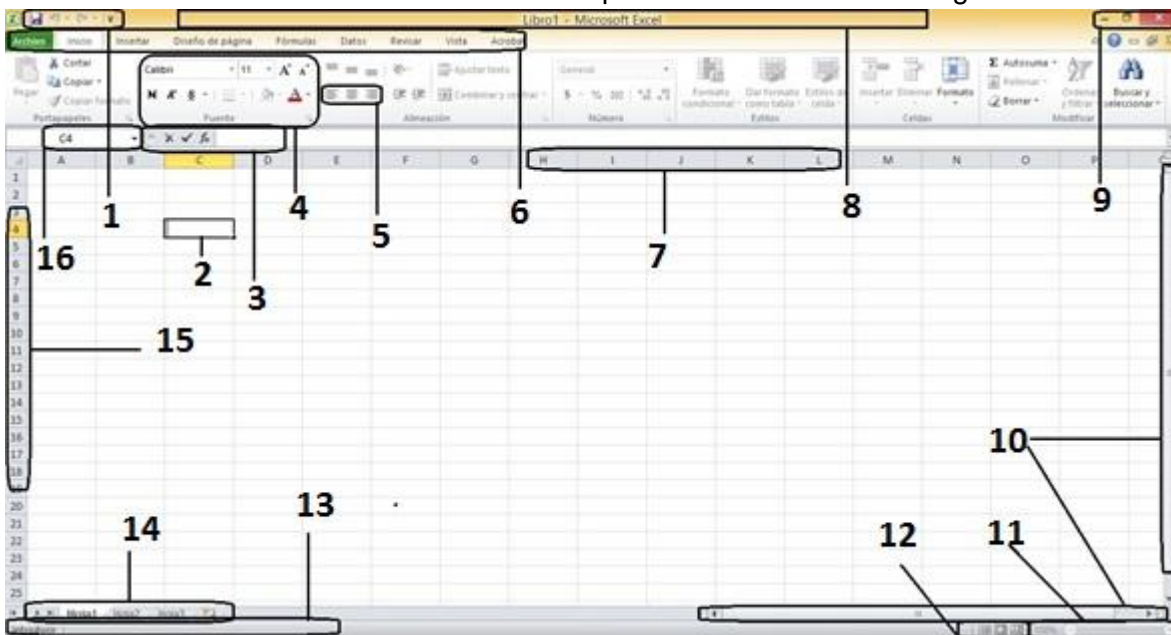 Libro1 - Microsoft Excel
Archivo Inicio Insertar Diseño de página Fórmulas Datos Revisar Vista Acrobat
Cortar
Copiar
Copiar formato
Pegar
Portapapeles
Calibri 11
N K S
Fuente
Ajustar texto
Combinar y centrar
Alineación
General
$ % 000
Número
Formato condicional
Dar formato como tabla
Estilos de celda
Estilos
Insertar Eliminar Formato
Celdas
Σ Autosuma
Rellenar
Borrar
Ordenar y filtrar
Buscar y seleccionar
Modificar
C4 fx
A B C D E F G H I J K L M N O P
1
2
3
4
5
6
7
8
9
10
11
12
13
14
15
16
17
18
19
20
21
22
23
24
25
1
2
3
4
5
6
7
8
9
10
11
12
13
14
15
16
Hoja1 Hoja2 Hoja3
Introducir
100%